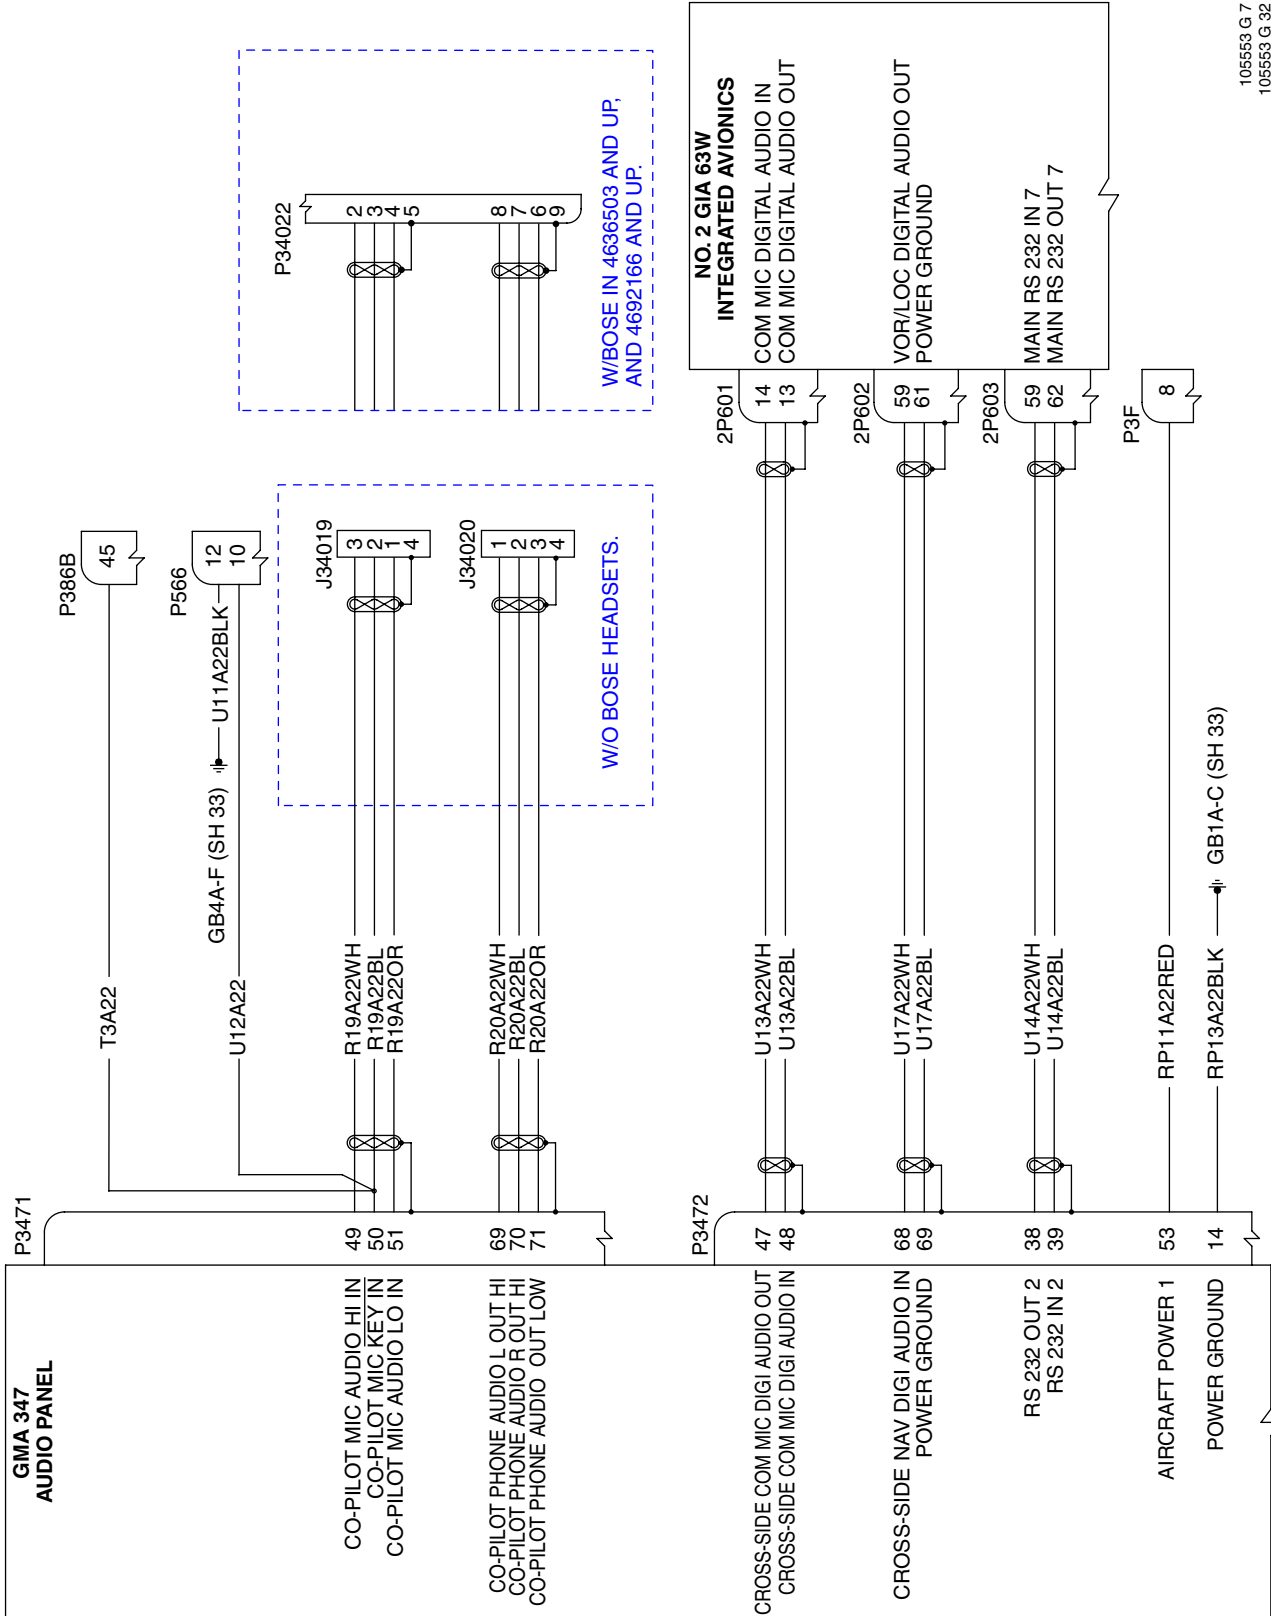 GMA 347
AUDIO PANEL
P3471
CO-PILOT MIC AUDIO HI IN
CO-PILOT MIC KEY IN
CO-PILOT MIC AUDIO LO IN
49
50
51
CO-PILOT PHONE AUDIO L OUT HI
CO-PILOT PHONE AUDIO R OUT HI
CO-PILOT PHONE AUDIO OUT LOW
69
70
71
T3A22
U12A22
R19A22WH
R19A22BL
R19A22OR
R20A22WH
R20A22BL
R20A22OR
GB4A-F (SH 33)
U11A22BLK
P386B
45
P566
12
10
J34019
3
2
1
4
J34020
1
2
3
4
W/O BOSE HEADSETS.
P34022
2
3
4
5
8
7
6
9
W/BOSE IN 4636503 AND UP,
AND 4692166 AND UP.
P3472
CROSS-SIDE COM MIC DIGI AUDIO OUT
CROSS-SIDE COM MIC DIGI AUDIO IN
47
48
CROSS-SIDE NAV DIGI AUDIO IN
POWER GROUND
68
69
RS 232 OUT 2
RS 232 IN 2
38
39
AIRCRAFT POWER 1
53
POWER GROUND
14
U13A22WH
U13A22BL
U17A22WH
U17A22BL
U14A22WH
U14A22BL
RP11A22RED
RP13A22BLK
GB1A-C (SH 33)
2P601
14
13
2P602
59
61
2P603
59
62
P3F
8
NO. 2 GIA 63W
INTEGRATED AVIONICS
COM MIC DIGITAL AUDIO IN
COM MIC DIGITAL AUDIO OUT
VOR/LOC DIGITAL AUDIO OUT
POWER GROUND
MAIN RS 232 IN 7
MAIN RS 232 OUT 7
105553 G 7
105553 G 32